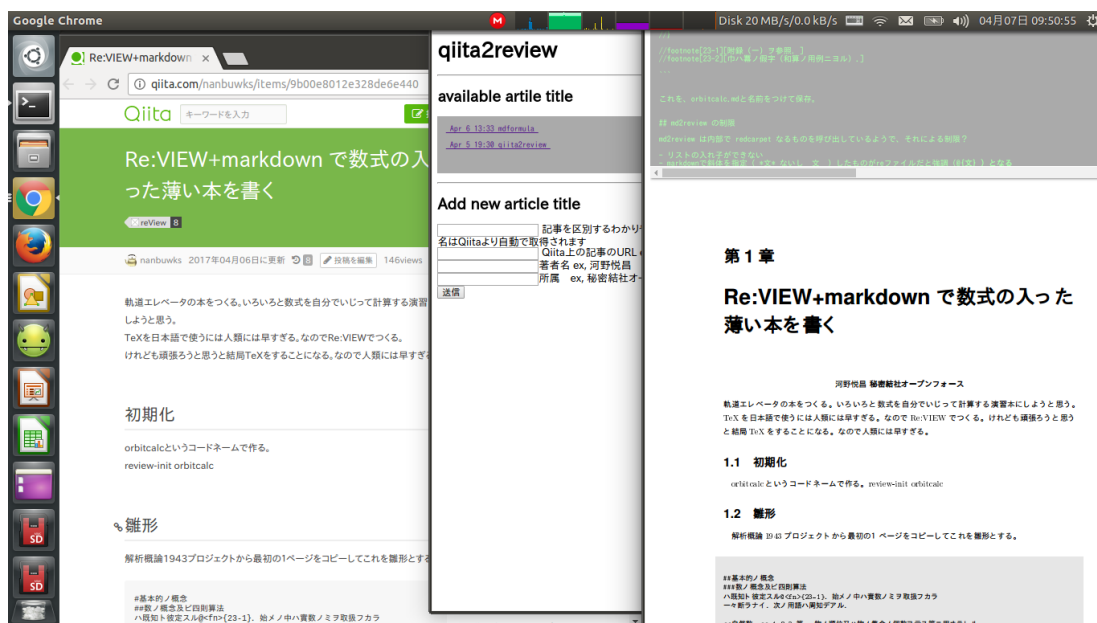 Google Chrome
Disk 20 MB/s/0.0 kB/s
04月07日 09:50:55
Re:VIEW+markdown
qiita.com/nanbuwks/items/9b00e8012e328de6e440
Qiita
キーワードを入力
Re:VIEW+markdown で数式の入
った薄い本を書く
reView 8
nanbuwks 2017年04月06日に更新 8 投稿を編集 146views
軌道エレベータの本をつくる。いろいろと数式を自分でいじって計算する演習
しようと思う。
TeXを日本語で使うには人類には早すぎる。なのでRe:VIEWでつくる。
けれども頑張ろうと思うと結局TeXをすることになる。なので人類には早すぎ
初期化
orbitcalcというコードネームで作る。
review-init orbitcalc
雛形
解析概論1943プロジェクトから最初の1ページをコピーしてこれを雛形とする
#基本的ノ概念
##数ノ概念及ビ四則算法
ハ既知ト彼定スル@<fn>{23-1}. 始メノ中ハ實数ノミヲ取扱フカラ
SD
SD
qiita2review
available artile title
Apr 6 13:33 mdformula
Apr 5 19:30 qiita2review
Add new article title
記事を区別するわかり
名はQiitaより自動で取得されます
Qiita上の記事のURL
著者名 ex, 河野悦昌
所属 ex, 秘密結社オー
送信
//footnote[23-1][附録（一）ヲ参照．]
//footnote[23-2][巾ハ冪ノ俗字（和算ノ用例ニヨル）.]
```
これを、orbitcalc.mdと名前をつけて保存。
## md2review の制限
md2review は内部で redcarpet なるものを呼び出しているようで、それによる制限？
- リストの入れ子ができない
第 1 章
Re:VIEW+markdown で数式の入った
薄い本を書く
河野悦昌 秘密結社オープンフォース
軌道エレベータの本をつくる。いろいろと数式を自分でいじって計算する演習本にしようと思う。
TeX を日本語で使うには人類には早すぎる。なので Re:VIEW でつくる。けれども頑張ろうと思う
と結局 TeX をすることになる。なので人類には早すぎる。
1.1 初期化
orbitcalc というコードネームで作る。review-init orbitcalc
1.2 雛形
解析概論 1943 プロジェクトから最初の1 ページをコピーしてこれを雛形とする。
##基本的ノ概念
###数ノ概念及ビ四則算法
ハ既知ト彼定スル@<fn>{23-1}. 始メノ中ハ實数ノミヲ取扱フカラ
一々断ラナイ. 次ノ用語ハ周知デアル.